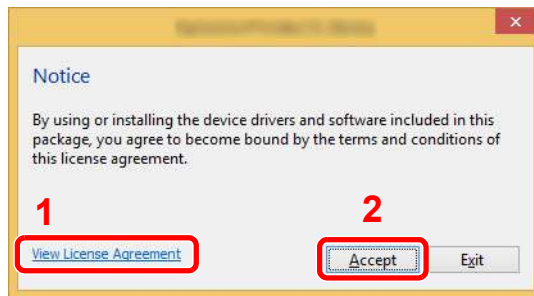 Notice
By using or installing the device drivers and software included in this
package, you agree to become bound by the terms and conditions of
this license agreement.
1
2
View License Agreement
Accept
Exit